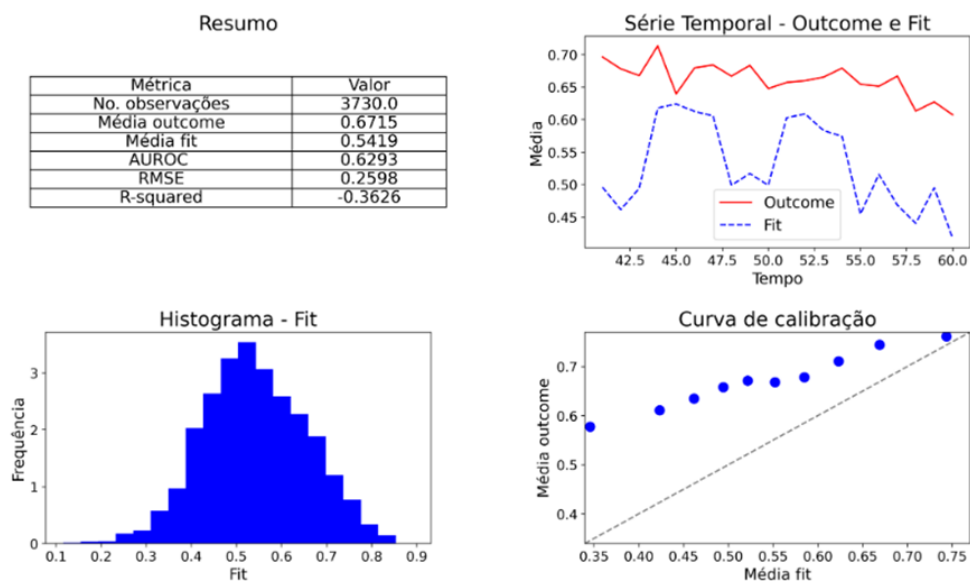 Resumo
Métrica Valor
No. observações 3730.0
Média outcome 0.6715
Média fit 0.5419
AUROC 0.6293
RMSE 0.2598
R-squared -0.3626
Série Temporal - Outcome e Fit
Média
0.70
0.65
0.60
0.55
0.50
0.45
Outcome
Fit
42.5 45.0 47.5 50.0 52.5 55.0 57.5 60.0
Tempo
Histograma - Fit
Frequência
3
2
1
0
0.1 0.2 0.3 0.4 0.5 0.6 0.7 0.8 0.9
Fit
Curva de calibração
Média outcome
0.7
0.6
0.5
0.4
0.35 0.40 0.45 0.50 0.55 0.60 0.65 0.70 0.75
Média fit